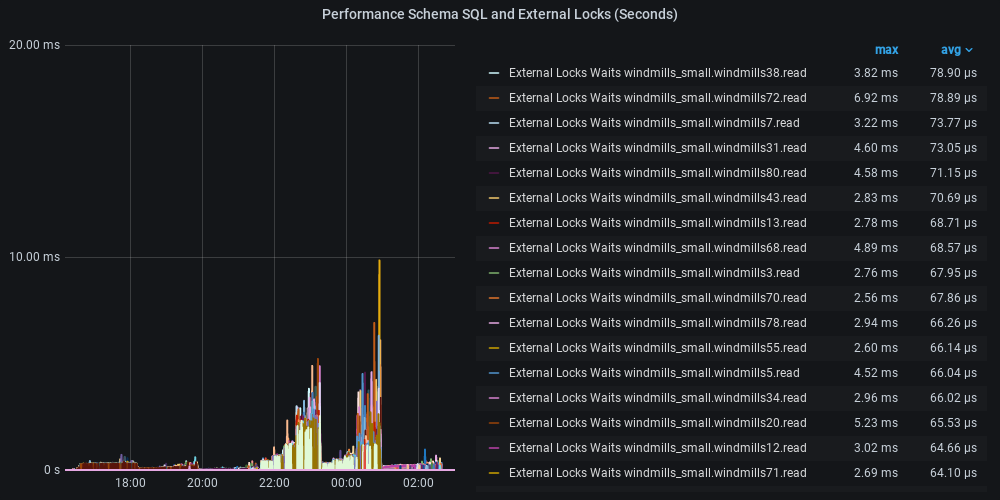 Performance Schema SQL and External Locks (Seconds)
20.00 ms
10.00 ms
0 s
18:00 20:00 22:00 00:00 02:00
max avg
External Locks Waits windmills_small.windmills38.read 3.82 ms 78.90 µs
External Locks Waits windmills_small.windmills72.read 6.92 ms 78.89 µs
External Locks Waits windmills_small.windmills7.read 3.22 ms 73.77 µs
External Locks Waits windmills_small.windmills31.read 4.60 ms 73.05 µs
External Locks Waits windmills_small.windmills80.read 4.58 ms 71.15 µs
External Locks Waits windmills_small.windmills43.read 2.83 ms 70.69 µs
External Locks Waits windmills_small.windmills13.read 2.78 ms 68.71 µs
External Locks Waits windmills_small.windmills68.read 4.89 ms 68.57 µs
External Locks Waits windmills_small.windmills3.read 2.76 ms 67.95 µs
External Locks Waits windmills_small.windmills70.read 2.56 ms 67.86 µs
External Locks Waits windmills_small.windmills78.read 2.94 ms 66.26 µs
External Locks Waits windmills_small.windmills55.read 2.60 ms 66.14 µs
External Locks Waits windmills_small.windmills5.read 4.52 ms 66.04 µs
External Locks Waits windmills_small.windmills34.read 2.96 ms 66.02 µs
External Locks Waits windmills_small.windmills20.read 5.23 ms 65.53 µs
External Locks Waits windmills_small.windmills12.read 3.02 ms 64.66 µs
External Locks Waits windmills_small.windmills71.read 2.69 ms 64.10 µs